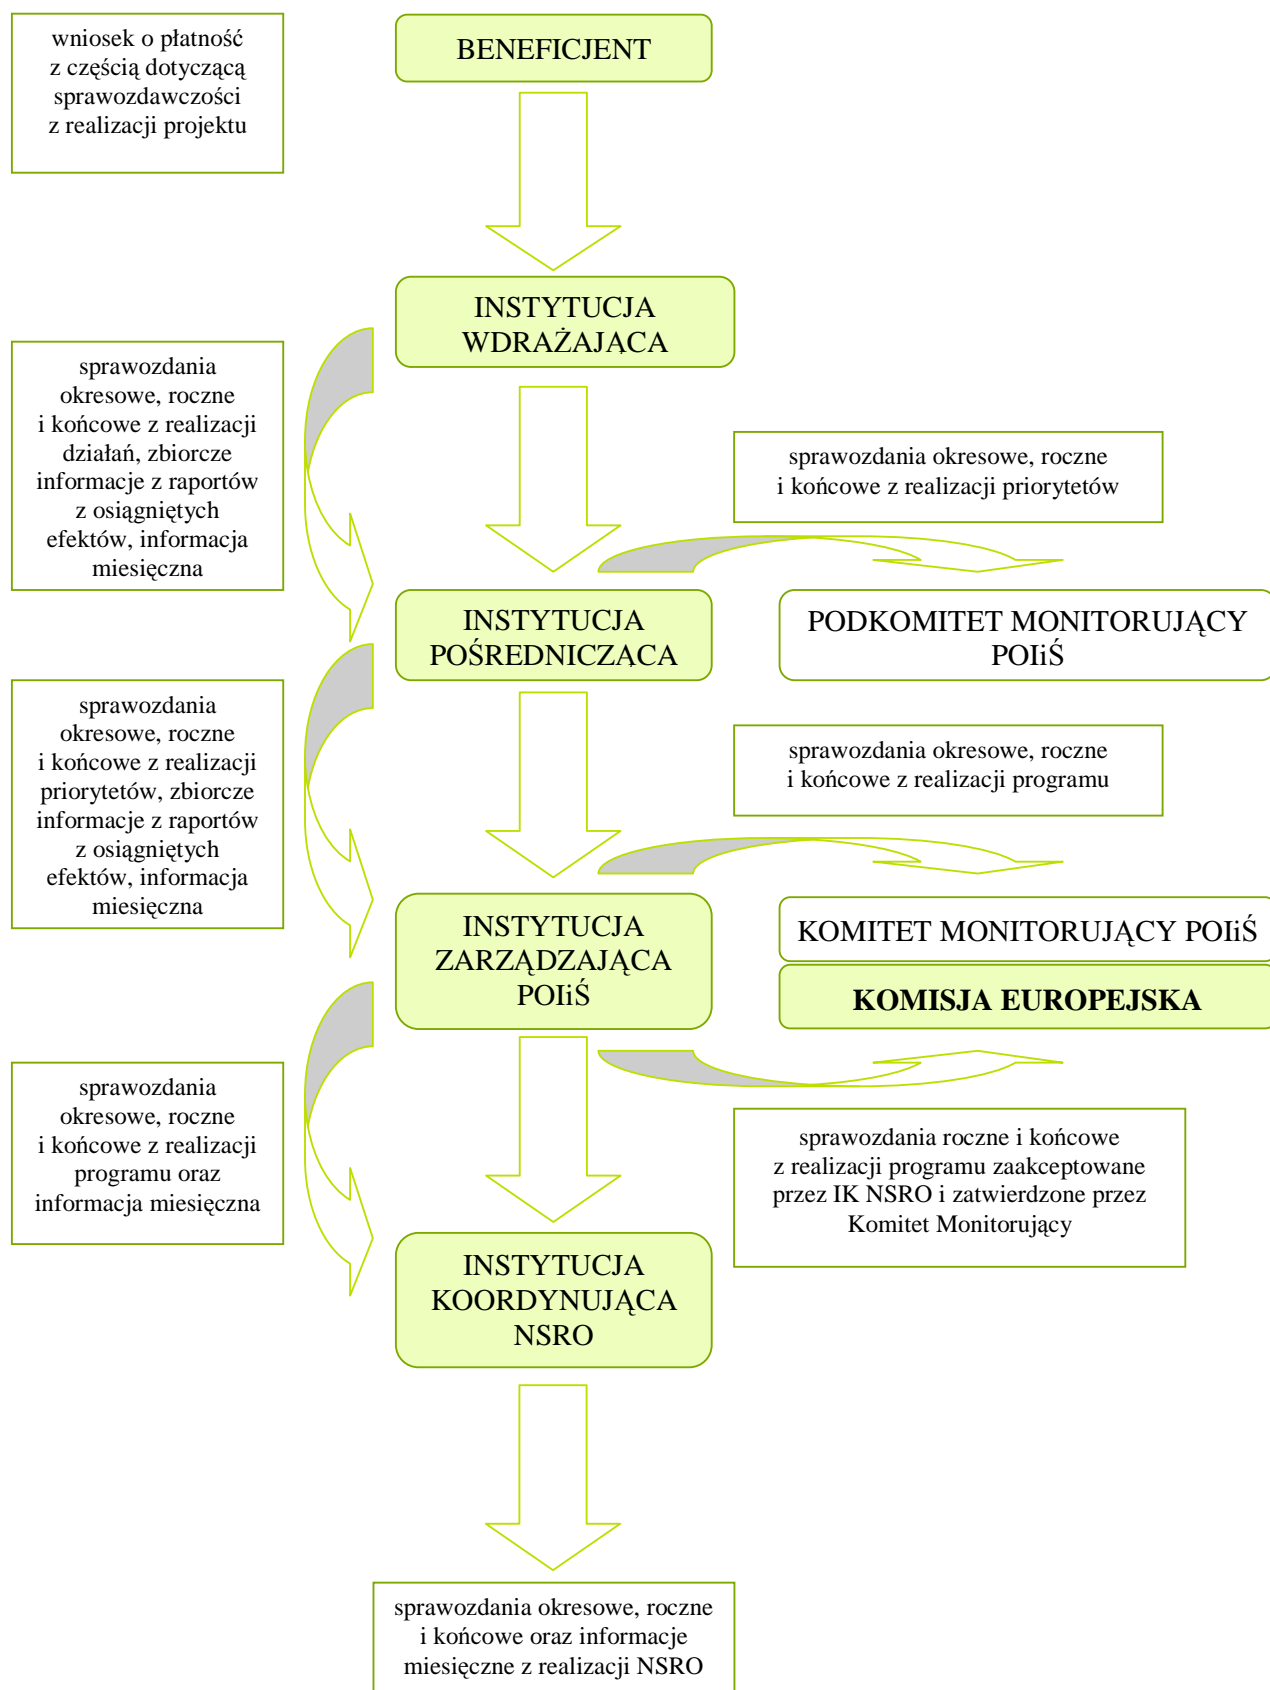 wniosek o płatność
z częścią dotyczącą
sprawozdawczości
z realizacji projektu
BENEFICJENT
INSTYTUCJA
WDRAŻAJĄCA
sprawozdania
okresowe, roczne
i końcowe z realizacji
działań, zbiorcze
informacje z raportów
z osiągniętych
efektów, informacja
miesięczna
sprawozdania okresowe, roczne
i końcowe z realizacji priorytetów
INSTYTUCJA
POŚREDNICZĄCA
PODKOMITET MONITORUJĄCY
POIiŚ
sprawozdania
okresowe, roczne
i końcowe z realizacji
priorytetów, zbiorcze
informacje z raportów
z osiągniętych
efektów, informacja
miesięczna
sprawozdania okresowe, roczne
i końcowe z realizacji programu
INSTYTUCJA
ZARZĄDZAJĄCA
POIiŚ
KOMITET MONITORUJĄCY POIiŚ
KOMISJA EUROPEJSKA
sprawozdania
okresowe, roczne
i końcowe z realizacji
programu oraz
informacja miesięczna
sprawozdania roczne i końcowe
z realizacji programu zaakceptowane
przez IK NSRO i zatwierdzone przez
Komitet Monitorujący
INSTYTUCJA
KOORDYNUJĄCA
NSRO
sprawozdania okresowe, roczne
i końcowe oraz informacje
miesięczne z realizacji NSRO